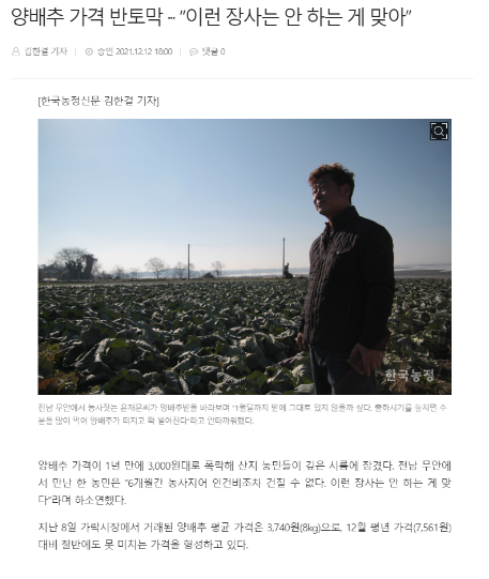 양배추 가격 반토막 - “이런 장사는 안 하는 게 맞아”
김한결 기자 | 승인 2021.12.12 18:00 | 댓글 0
[한국농정신문 김한결 기자]
한국농정
전남 무안에서 농사짓는 윤재문씨가 양배추밭을 바라보며 “1월달까지 밭에 그대로 있지 않을까 싶다. 출하시기를 놓치면 수
분을 많이 먹어 양배추가 터지고 확 벌어진다”라고 안타까워했다.
양배추 가격이 1년 만에 3,000원대로 폭락해 산지 농민들이 깊은 시름에 잠겼다. 전남 무안에
서 만난 한 농민은 “6개월간 농사지어 인건비조차 건질 수 없다. 이런 장사는 안 하는 게 맞
다”라며 하소연했다.
지난 8일 가락시장에서 거래된 양배추 평균 가격은 3,740원(8kg)으로, 12월 평년 가격(7,561원)
대비 절반에도 못 미치는 가격을 형성하고 있다.